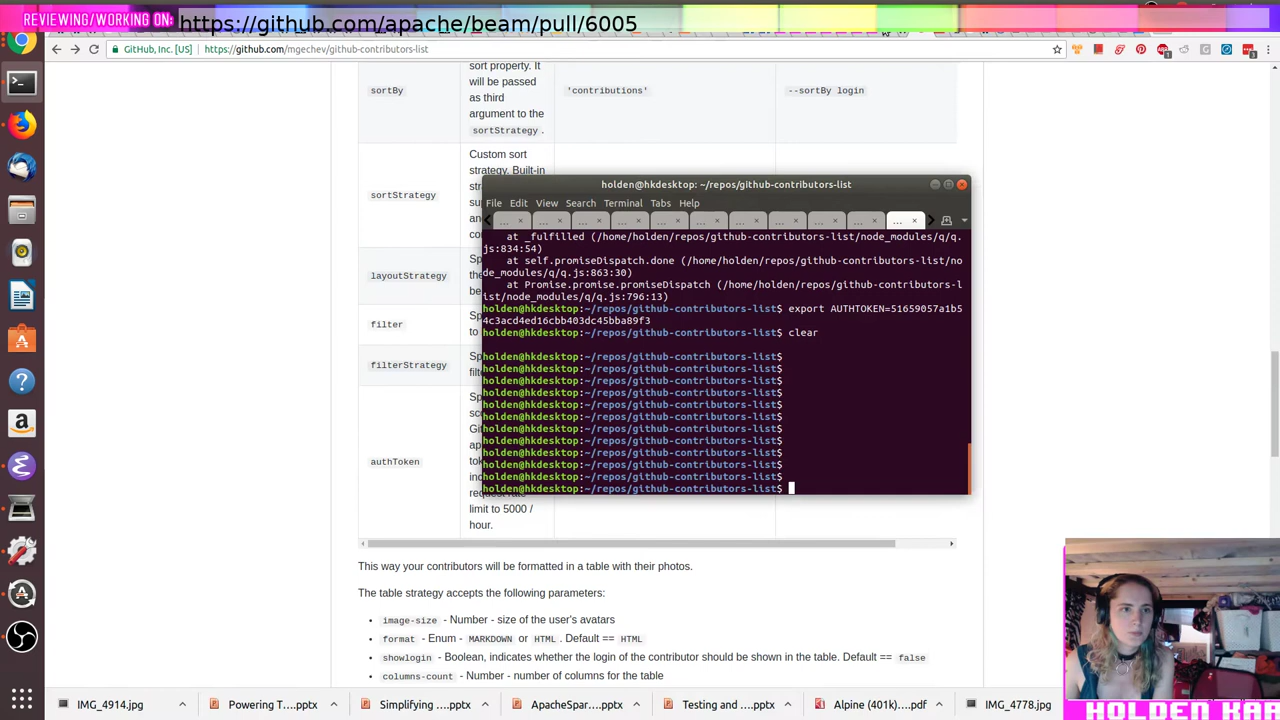 REVIEWING/WORKING ON: https://github.com/apache/beam/pull/6005
GitHub, Inc. [US] https://github.com/mgechev/github-contributors-list
sortBy
sort property. It
will be passed
as third
argument to the
sortStrategy.
'contributions'
--sortBy login
sortStrategy
Custom sort
strategy. Built-in
layoutStrategy
filter
filterStrategy
authToken
limit to 5000 /
hour.
holden@hkdesktop: ~/repos/github-contributors-list
File Edit View Search Terminal Tabs Help
at _fulfilled (/home/holden/repos/github-contributors-list/node_modules/q/q.
js:834:54)
at self.promiseDispatch.done (/home/holden/repos/github-contributors-list/no
de_modules/q/q.js:863:30)
at Promise.promise.promiseDispatch (/home/holden/repos/github-contributors-l
ist/node_modules/q/q.js:796:13)
holden@hkdesktop:~/repos/github-contributors-list$ export AUTHTOKEN=51659057a1b5
4c3acd4ed16cbb403dc45bba89f3
holden@hkdesktop:~/repos/github-contributors-list$ clear
holden@hkdesktop:~/repos/github-contributors-list$
holden@hkdesktop:~/repos/github-contributors-list$
holden@hkdesktop:~/repos/github-contributors-list$
holden@hkdesktop:~/repos/github-contributors-list$
holden@hkdesktop:~/repos/github-contributors-list$
holden@hkdesktop:~/repos/github-contributors-list$
holden@hkdesktop:~/repos/github-contributors-list$
holden@hkdesktop:~/repos/github-contributors-list$
holden@hkdesktop:~/repos/github-contributors-list$
holden@hkdesktop:~/repos/github-contributors-list$
holden@hkdesktop:~/repos/github-contributors-list$
holden@hkdesktop:~/repos/github-contributors-list$
This way your contributors will be formatted in a table with their photos.
The table strategy accepts the following parameters:
• image-size - Number - size of the user's avatars
• format - Enum - MARKDOWN or HTML. Default == HTML
• showlogin - Boolean, indicates whether the login of the contributor should be shown in the table. Default == false
• columns-count - Number - number of columns for the table
IMG_4914.jpg
Powering T....pptx
Simplifying ....pptx
ApacheSpar....pptx
Testing and ....pptx
Alpine (401k)....pdf
IMG_4778.jpg
HOLDEN KAR